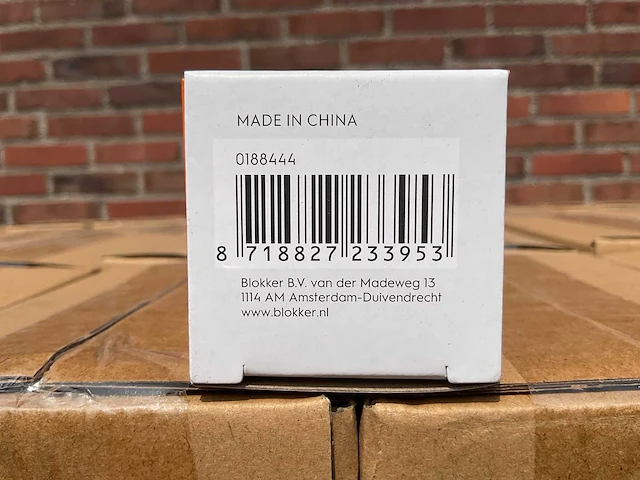 MADE IN CHINA
0188444
8 718827 233953
Blokker B.V. van der Madeweg 13
1114 AM Amsterdam-Duivendrecht
www.blokker.nl